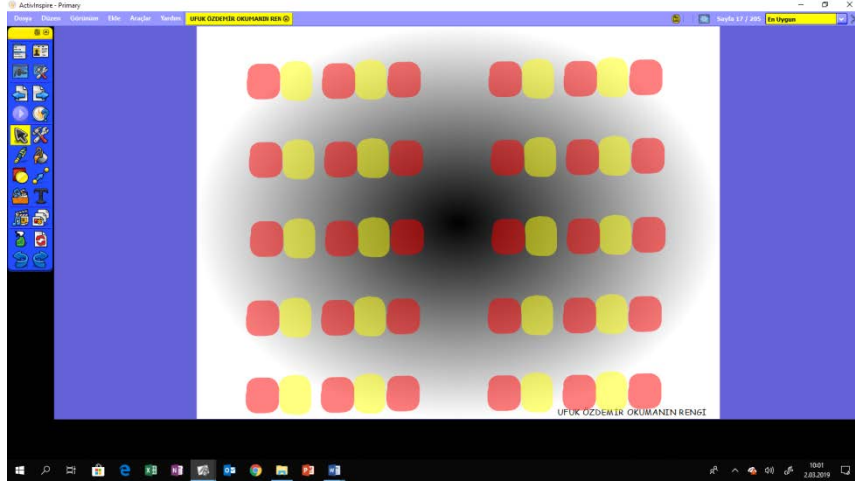 ActivInspire - Primary
Dosya Düzen Görünüm Ekle Araçlar Yardım UFUK ÖZDEMİR OKUMANIN REN Sayfa 17 / 285 En Uygun
UFUK ÖZDEMİR OKUMANIN RENGİ
10:01
2.03.2019